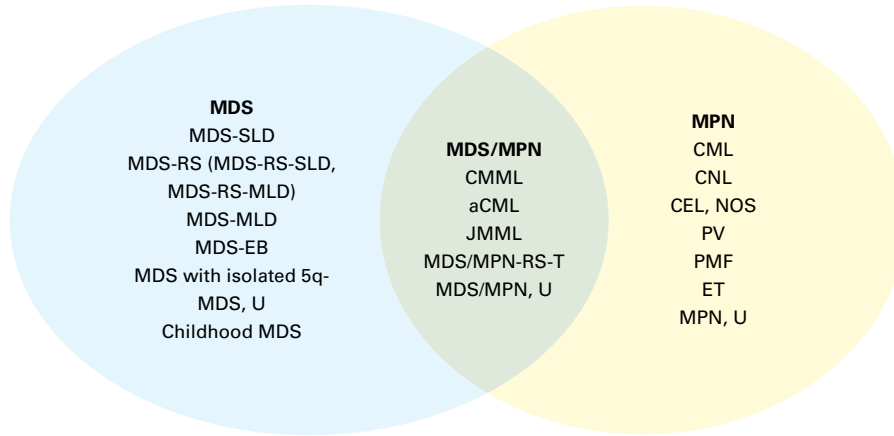 MDS
MDS-SLD
MDS-RS (MDS-RS-SLD,
MDS-RS-MLD)
MDS-MLD
MDS-EB
MDS with isolated 5q-
MDS, U
Childhood MDS
MDS/MPN
CMML
aCML
JMML
MDS/MPN-RS-T
MDS/MPN, U
MPN
CML
CNL
CEL, NOS
PV
PMF
ET
MPN, U